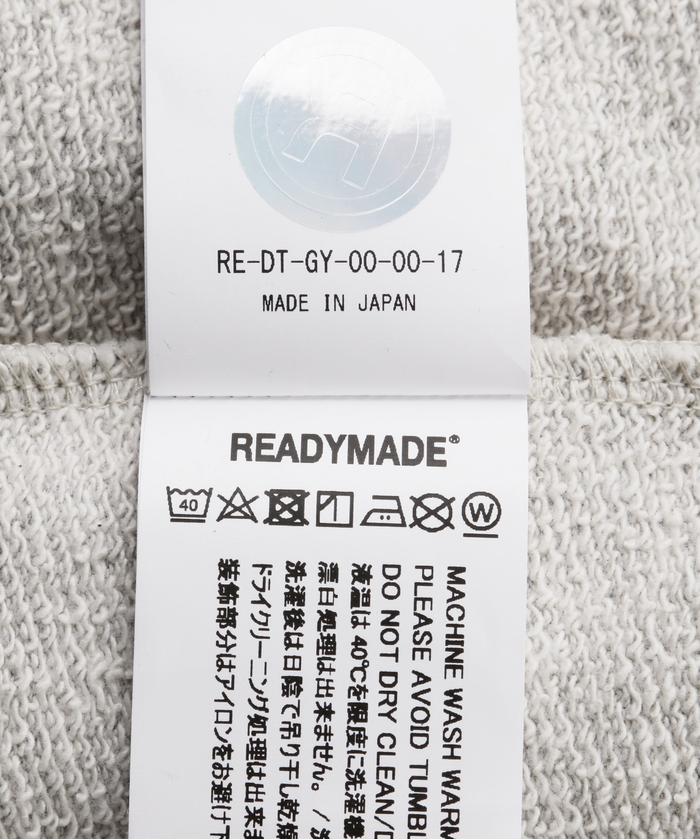 RE-DT-GY-00-00-17
MADE IN JAPAN
READYMADE®
40
W
MACHINE WASH WARM
PLEASE AVOID TUMBL
DO NOT DRY CLEAN/D
液温は 40℃を限度に洗濯機
漂白処理は出来ません。/
洗濯後は日陰で吊り干し乾燥
ドライクリーニング処理は出来ま
装飾部分はアイロンをお避け下